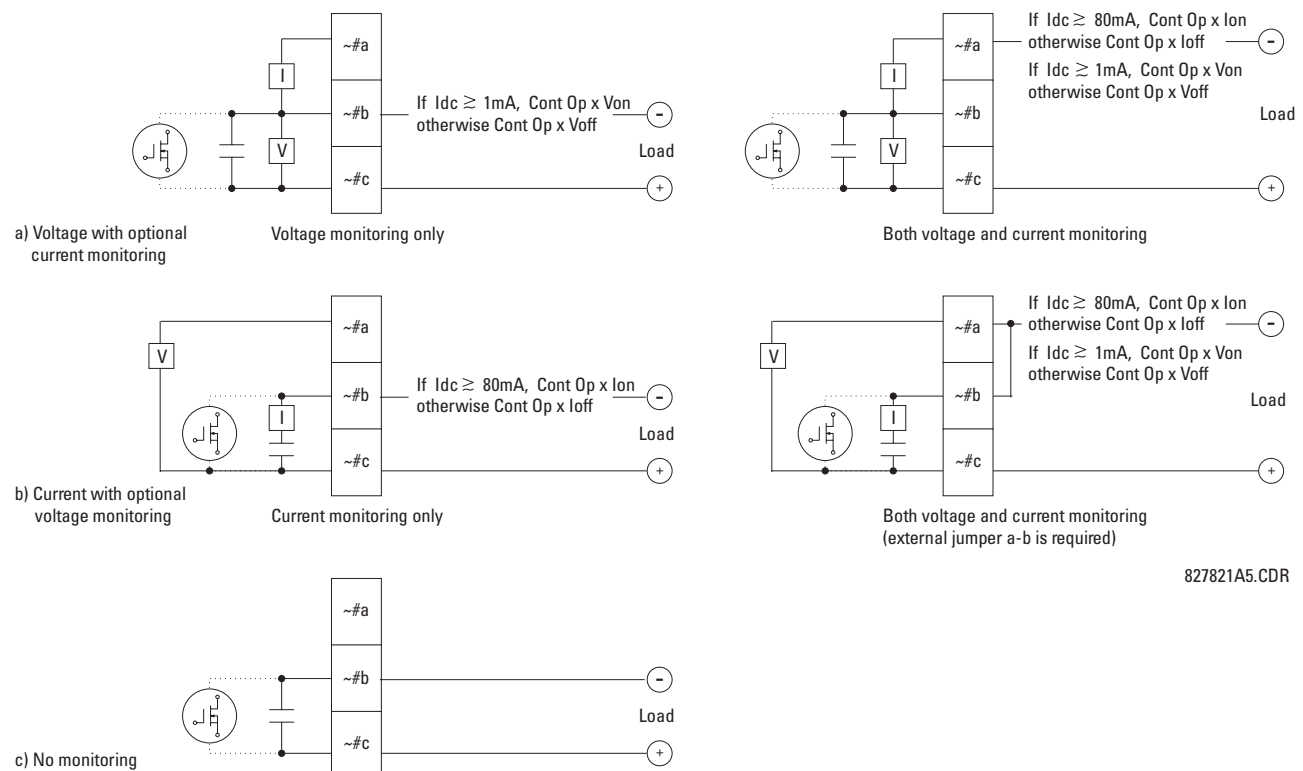 ~#a
I
~#b
If Idc ≳ 1mA, Cont Op x Von
otherwise Cont Op x Voff
-
V
Load
~#c
+
a) Voltage with optional
current monitoring
Voltage monitoring only
~#a
If Idc ≳ 80mA, Cont Op x Ion
otherwise Cont Op x Ioff
-
I
If Idc ≳ 1mA, Cont Op x Von
otherwise Cont Op x Voff
~#b
Load
V
~#c
+
Both voltage and current monitoring
~#a
V
~#b
If Idc ≳ 80mA, Cont Op x Ion
otherwise Cont Op x Ioff
-
I
Load
~#c
+
b) Current with optional
voltage monitoring
Current monitoring only
~#a
If Idc ≳ 80mA, Cont Op x Ion
otherwise Cont Op x Ioff
-
V
If Idc ≳ 1mA, Cont Op x Von
otherwise Cont Op x Voff
~#b
Load
I
~#c
+
Both voltage and current monitoring
(external jumper a-b is required)
827821A5.CDR
~#a
~#b
-
Load
~#c
+
c) No monitoring